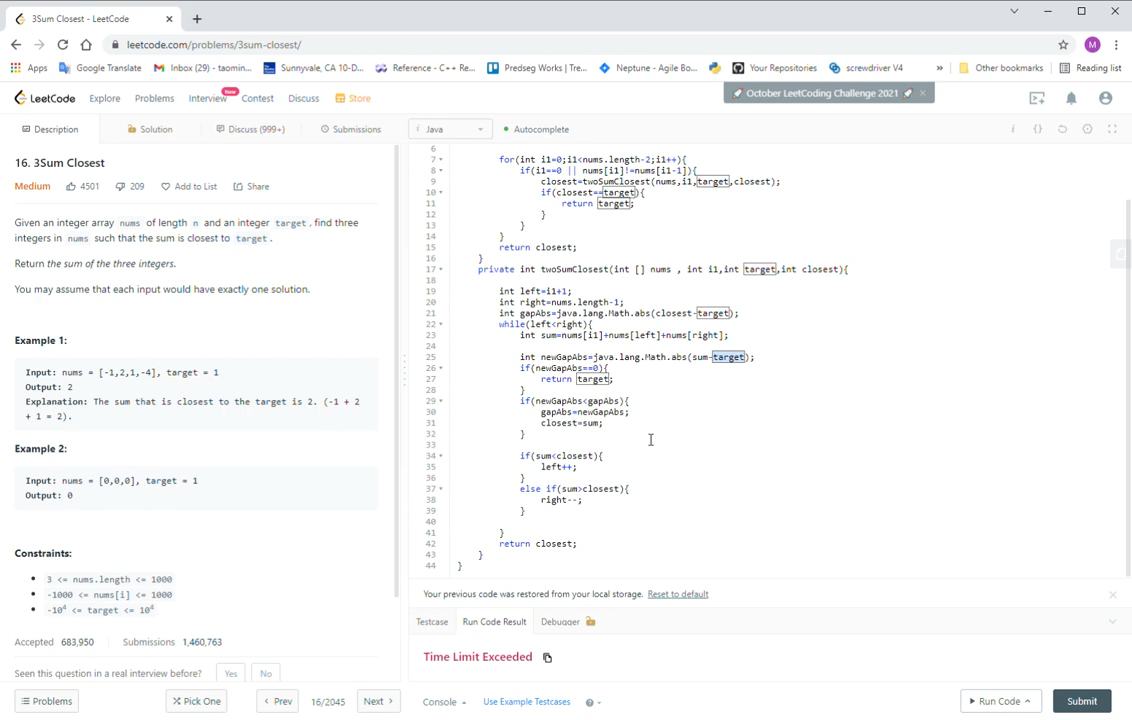 3Sum Closest - LeetCode
leetcode.com/problems/3sum-closest/
M
Apps Google Translate Inbox (29) - taomin... Sunnyvale, CA 10-D... Reference - C++ Re... Predseg Works | Tre... Neptune - Agile Bo... Your Repositories screwdriver V4 » Other bookmarks Reading list
LeetCode Explore Problems Interview New Contest Discuss Store
🚀 October LeetCoding Challenge 2021 🚀 ×
Description Solution Discuss (999+) Submissions
i Java Autocomplete
16. 3Sum Closest
Medium 4501 209 Add to List Share
Given an integer array nums of length n and an integer target, find three
integers in nums such that the sum is closest to target.
Return the sum of the three integers.
You may assume that each input would have exactly one solution.
Example 1:
Input: nums = [-1,2,1,-4], target = 1
Output: 2
Explanation: The sum that is closest to the target is 2. (-1 + 2
+ 1 = 2).
Example 2:
Input: nums = [0,0,0], target = 1
Output: 0
Constraints:
3 <= nums.length <= 1000
-1000 <= nums[i] <= 1000
-10⁴ <= target <= 10⁴
Accepted 683,950 Submissions 1,460,763
Seen this question in a real interview before? Yes No
Problems Pick One < Prev 16/2045 Next >
6
7 for(int i1=0;i1<nums.length-2;i1++){
8 if(i1==0 || nums[i1]!=nums[i1-1]){
9 closest=twoSumClosest(nums,i1,target,closest);
10 if(closest==target){
11 return target;
12 }
13 }
14 }
15 return closest;
16 }
17 private int twoSumClosest(int [] nums , int i1,int target,int closest){
18
19 int left=i1+1;
20 int right=nums.length-1;
21 int gapAbs=java.lang.Math.abs(closest-target);
22 while(left<right){
23 int sum=nums[i1]+nums[left]+nums[right];
24
25 int newGapAbs=java.lang.Math.abs(sum-target);
26 if(newGapAbs==0){
27 return target;
28 }
29 if(newGapAbs<gapAbs){
30 gapAbs=newGapAbs;
31 closest=sum;
32 }
33
34 if(sum<closest){
35 left++;
36 }
37 else if(sum>closest){
38 right--;
39 }
40
41 }
42 return closest;
43 }
44 }
Your previous code was restored from your local storage. Reset to default
Testcase Run Code Result Debugger
Time Limit Exceeded
Console Use Example Testcases Run Code Submit